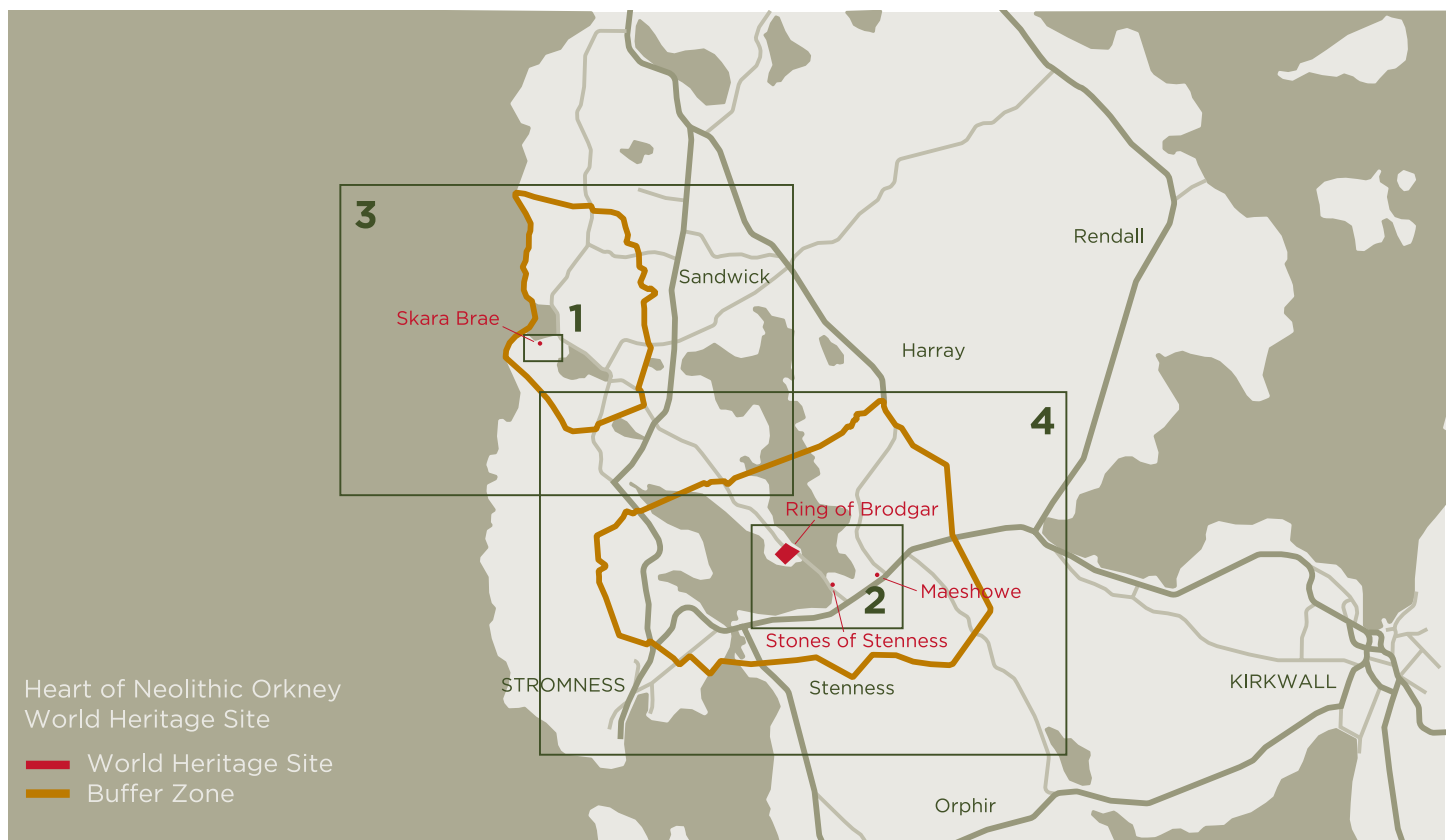 3
Rendall
Sandwick
Skara Brae
1
Harray
4
Ring of Brodgar
Maeshowe
2
Stones of Stenness
STROMNESS
Stenness
KIRKWALL
Heart of Neolithic Orkney
World Heritage Site
World Heritage Site
Buffer Zone
Orphir